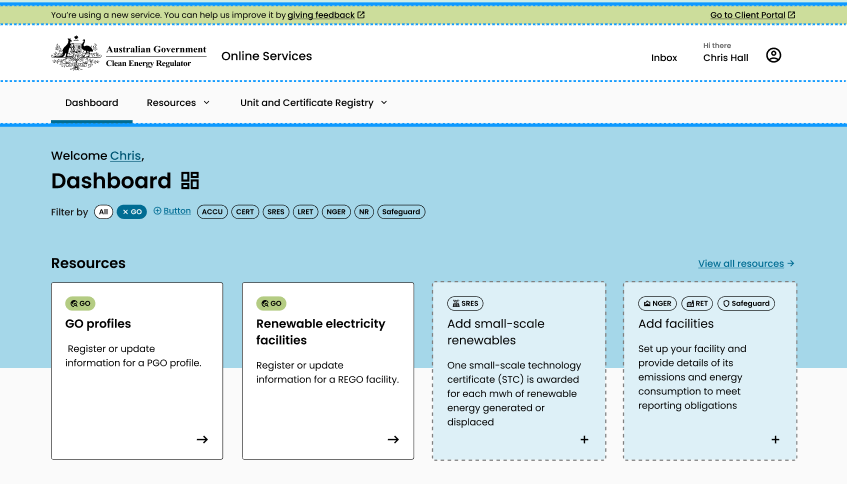 You're using a new service. You can help us improve it by giving feedback
Go to Client Portal
Australian Government
Clean Energy Regulator
Online Services
Inbox
Hi there
Chris Hall
Dashboard
Resources
Unit and Certificate Registry
Welcome Chris,
Dashboard
Filter by
All
× GO
Button
ACCU
CERT
SRES
LRET
NGER
NR
Safeguard
Resources
View all resources →
GO
GO profiles
Register or update
information for a PGO profile.
→
GO
Renewable electricity
facilities
Register or update
information for a REGO facility.
→
SRES
Add small-scale
renewables
One small-scale technology
certificate (STC) is awarded
for each mwh of renewable
energy generated or
displaced
+
NGER
RET
Safeguard
Add facilities
Set up your facility and
provide details of its
emissions and energy
consumption to meet
reporting obligations
+